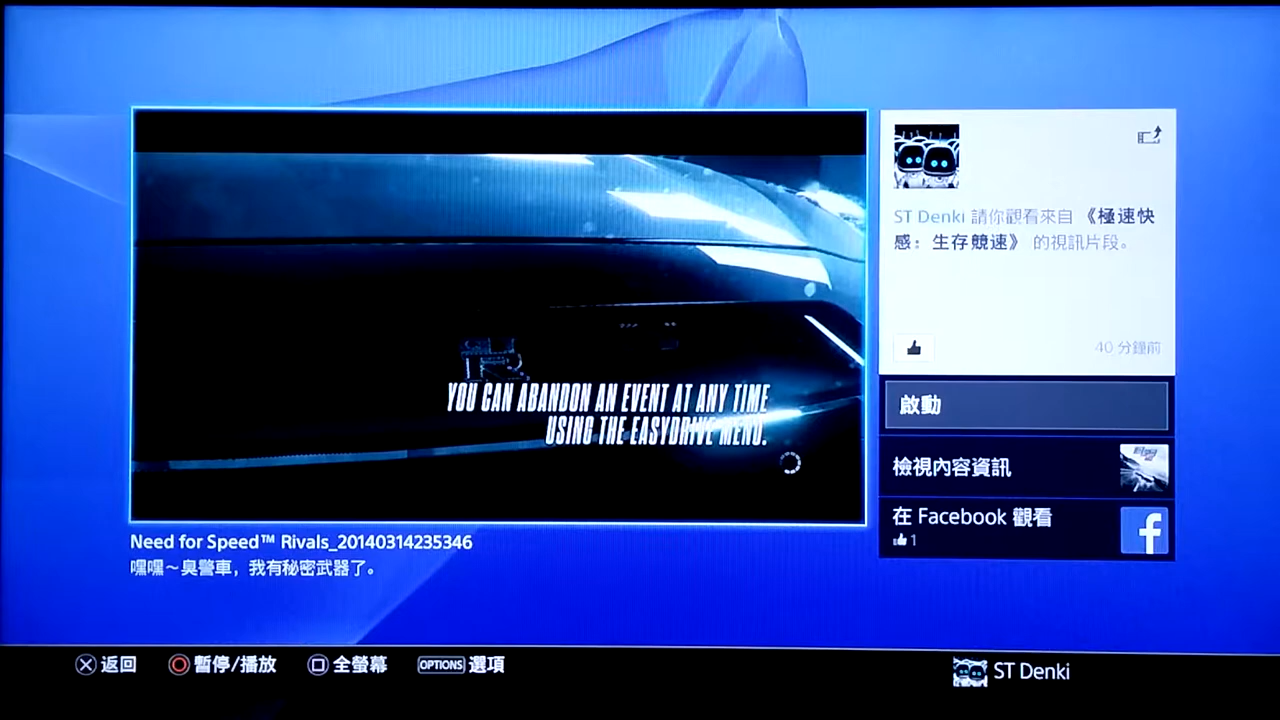 YOU CAN ABANDON AN EVENT AT ANY TIME
USING THE EASYDRIVE MENU.
Need for Speed™ Rivals_20140314235346
嘿嘿～臭警車，我有秘密武器了。
ST Denki 請你觀看來自《極速快
感：生存競速》的視訊片段。
40 分鐘前
啟動
檢視內容資訊
在 Facebook 觀看
1
返回
暫停/播放
全螢幕
OPTIONS 選項
ST Denki